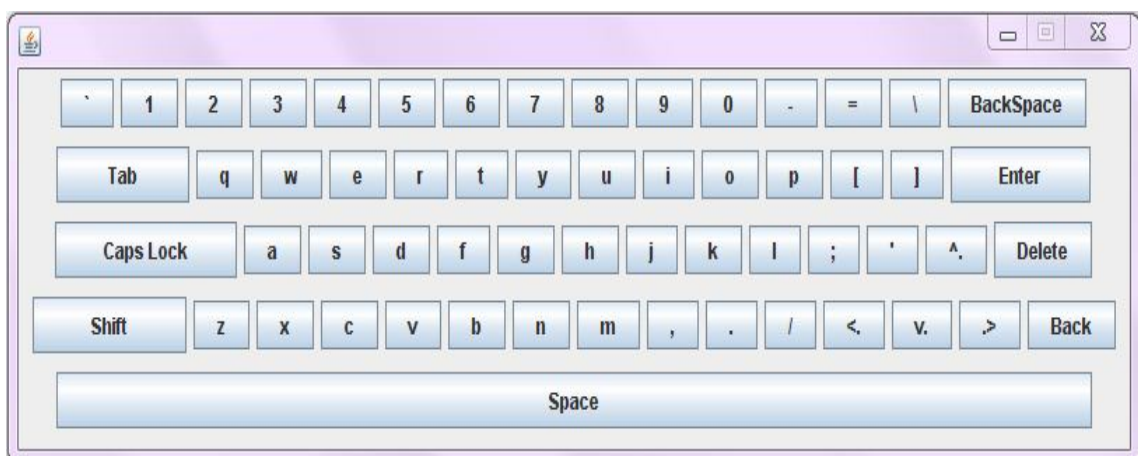 ` 1 2 3 4 5 6 7 8 9 0 - = \ BackSpace
Tab q w e r t y u i o p [ ] Enter
Caps Lock a s d f g h j k l ; ' ^. Delete
Shift z x c v b n m , . / <. v. .> Back
Space